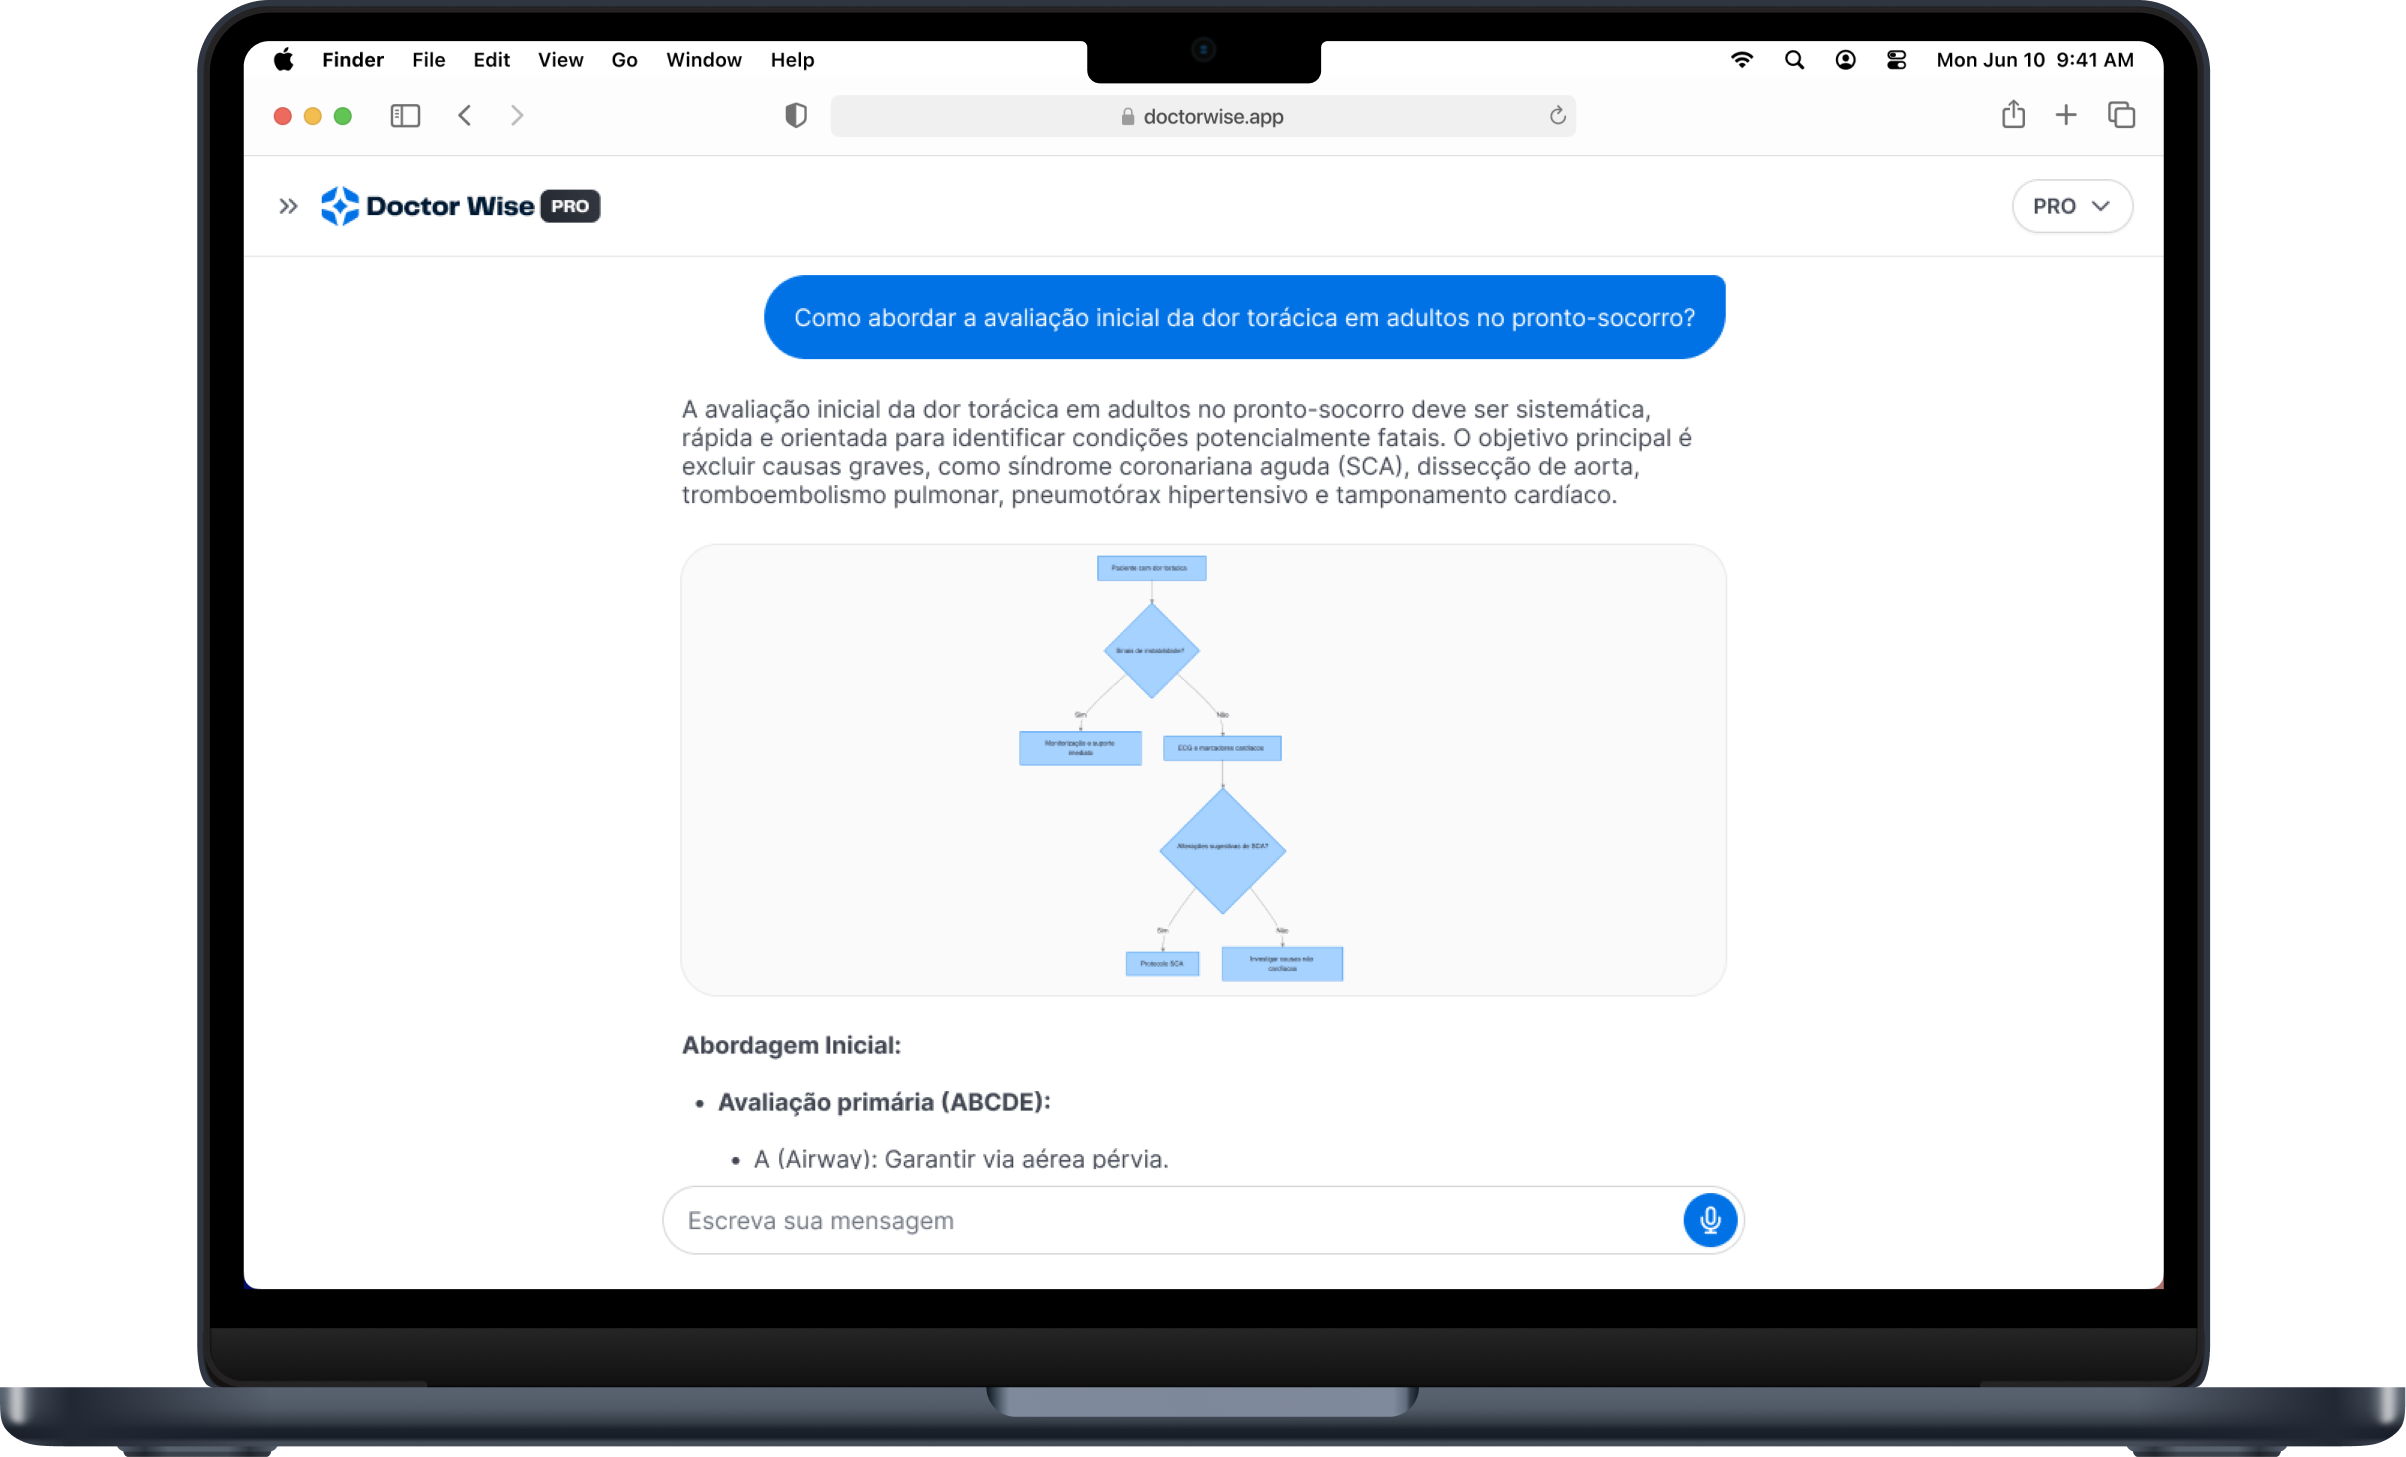 Finder File Edit View Go Window Help Mon Jun 10 9:41 AM
doctorwise.app
Doctor Wise PRO PRO
Como abordar a avaliação inicial da dor torácica em adultos no pronto-socorro?
A avaliação inicial da dor torácica em adultos no pronto-socorro deve ser sistemática,
rápida e orientada para identificar condições potencialmente fatais. O objetivo principal é
excluir causas graves, como síndrome coronariana aguda (SCA), dissecção de aorta,
tromboembolismo pulmonar, pneumotórax hipertensivo e tamponamento cardíaco.
Paciente com dor torácica
Sinais de instabilidade?
Sim Não
Monitorização e suporte
imediato
ECG e marcadores cardíacos
Alterações sugestivas de SCA?
Sim Não
Protocolo SCA
Investigar causas não
cardíacas
Abordagem Inicial:
• Avaliação primária (ABCDE):
• A (Airway): Garantir via aérea pérvia.
Escreva sua mensagem